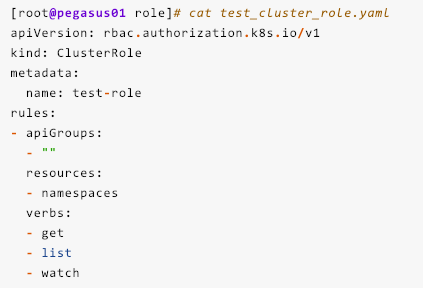 [root@pegasus01 role]# cat test_cluster_role.yaml
apiVersion: rbac.authorization.k8s.io/v1
kind: ClusterRole
metadata:
  name: test-role
rules:
- apiGroups:
  - ""
  resources:
  - namespaces
  verbs:
  - get
  - list
  - watch